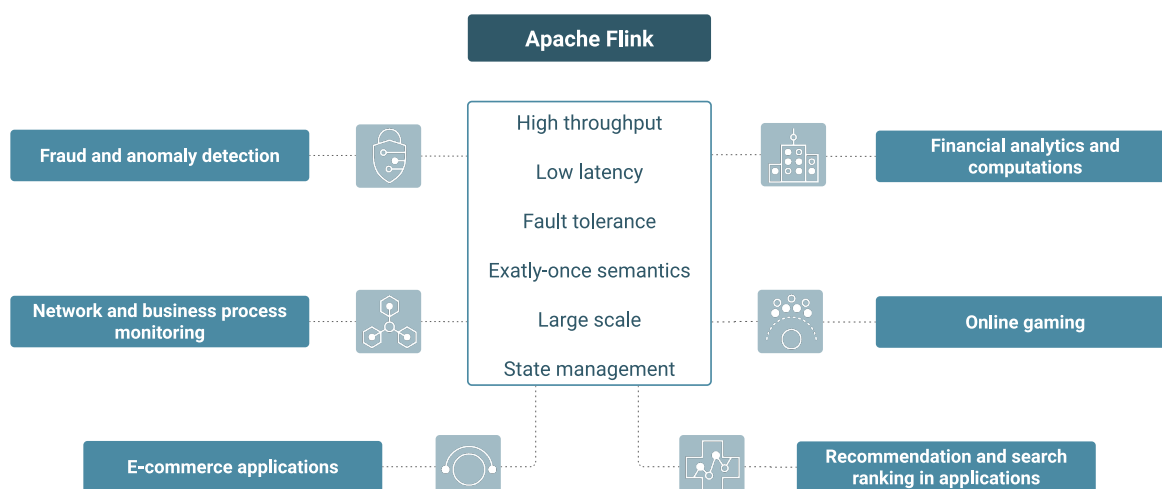 Apache Flink
High throughput
Low latency
Fault tolerance
Exatly-once semantics
Large scale
State management
Fraud and anomaly detection
Financial analytics and
computations
Network and business process
monitoring
Online gaming
E-commerce applications
Recommendation and search
ranking in applications